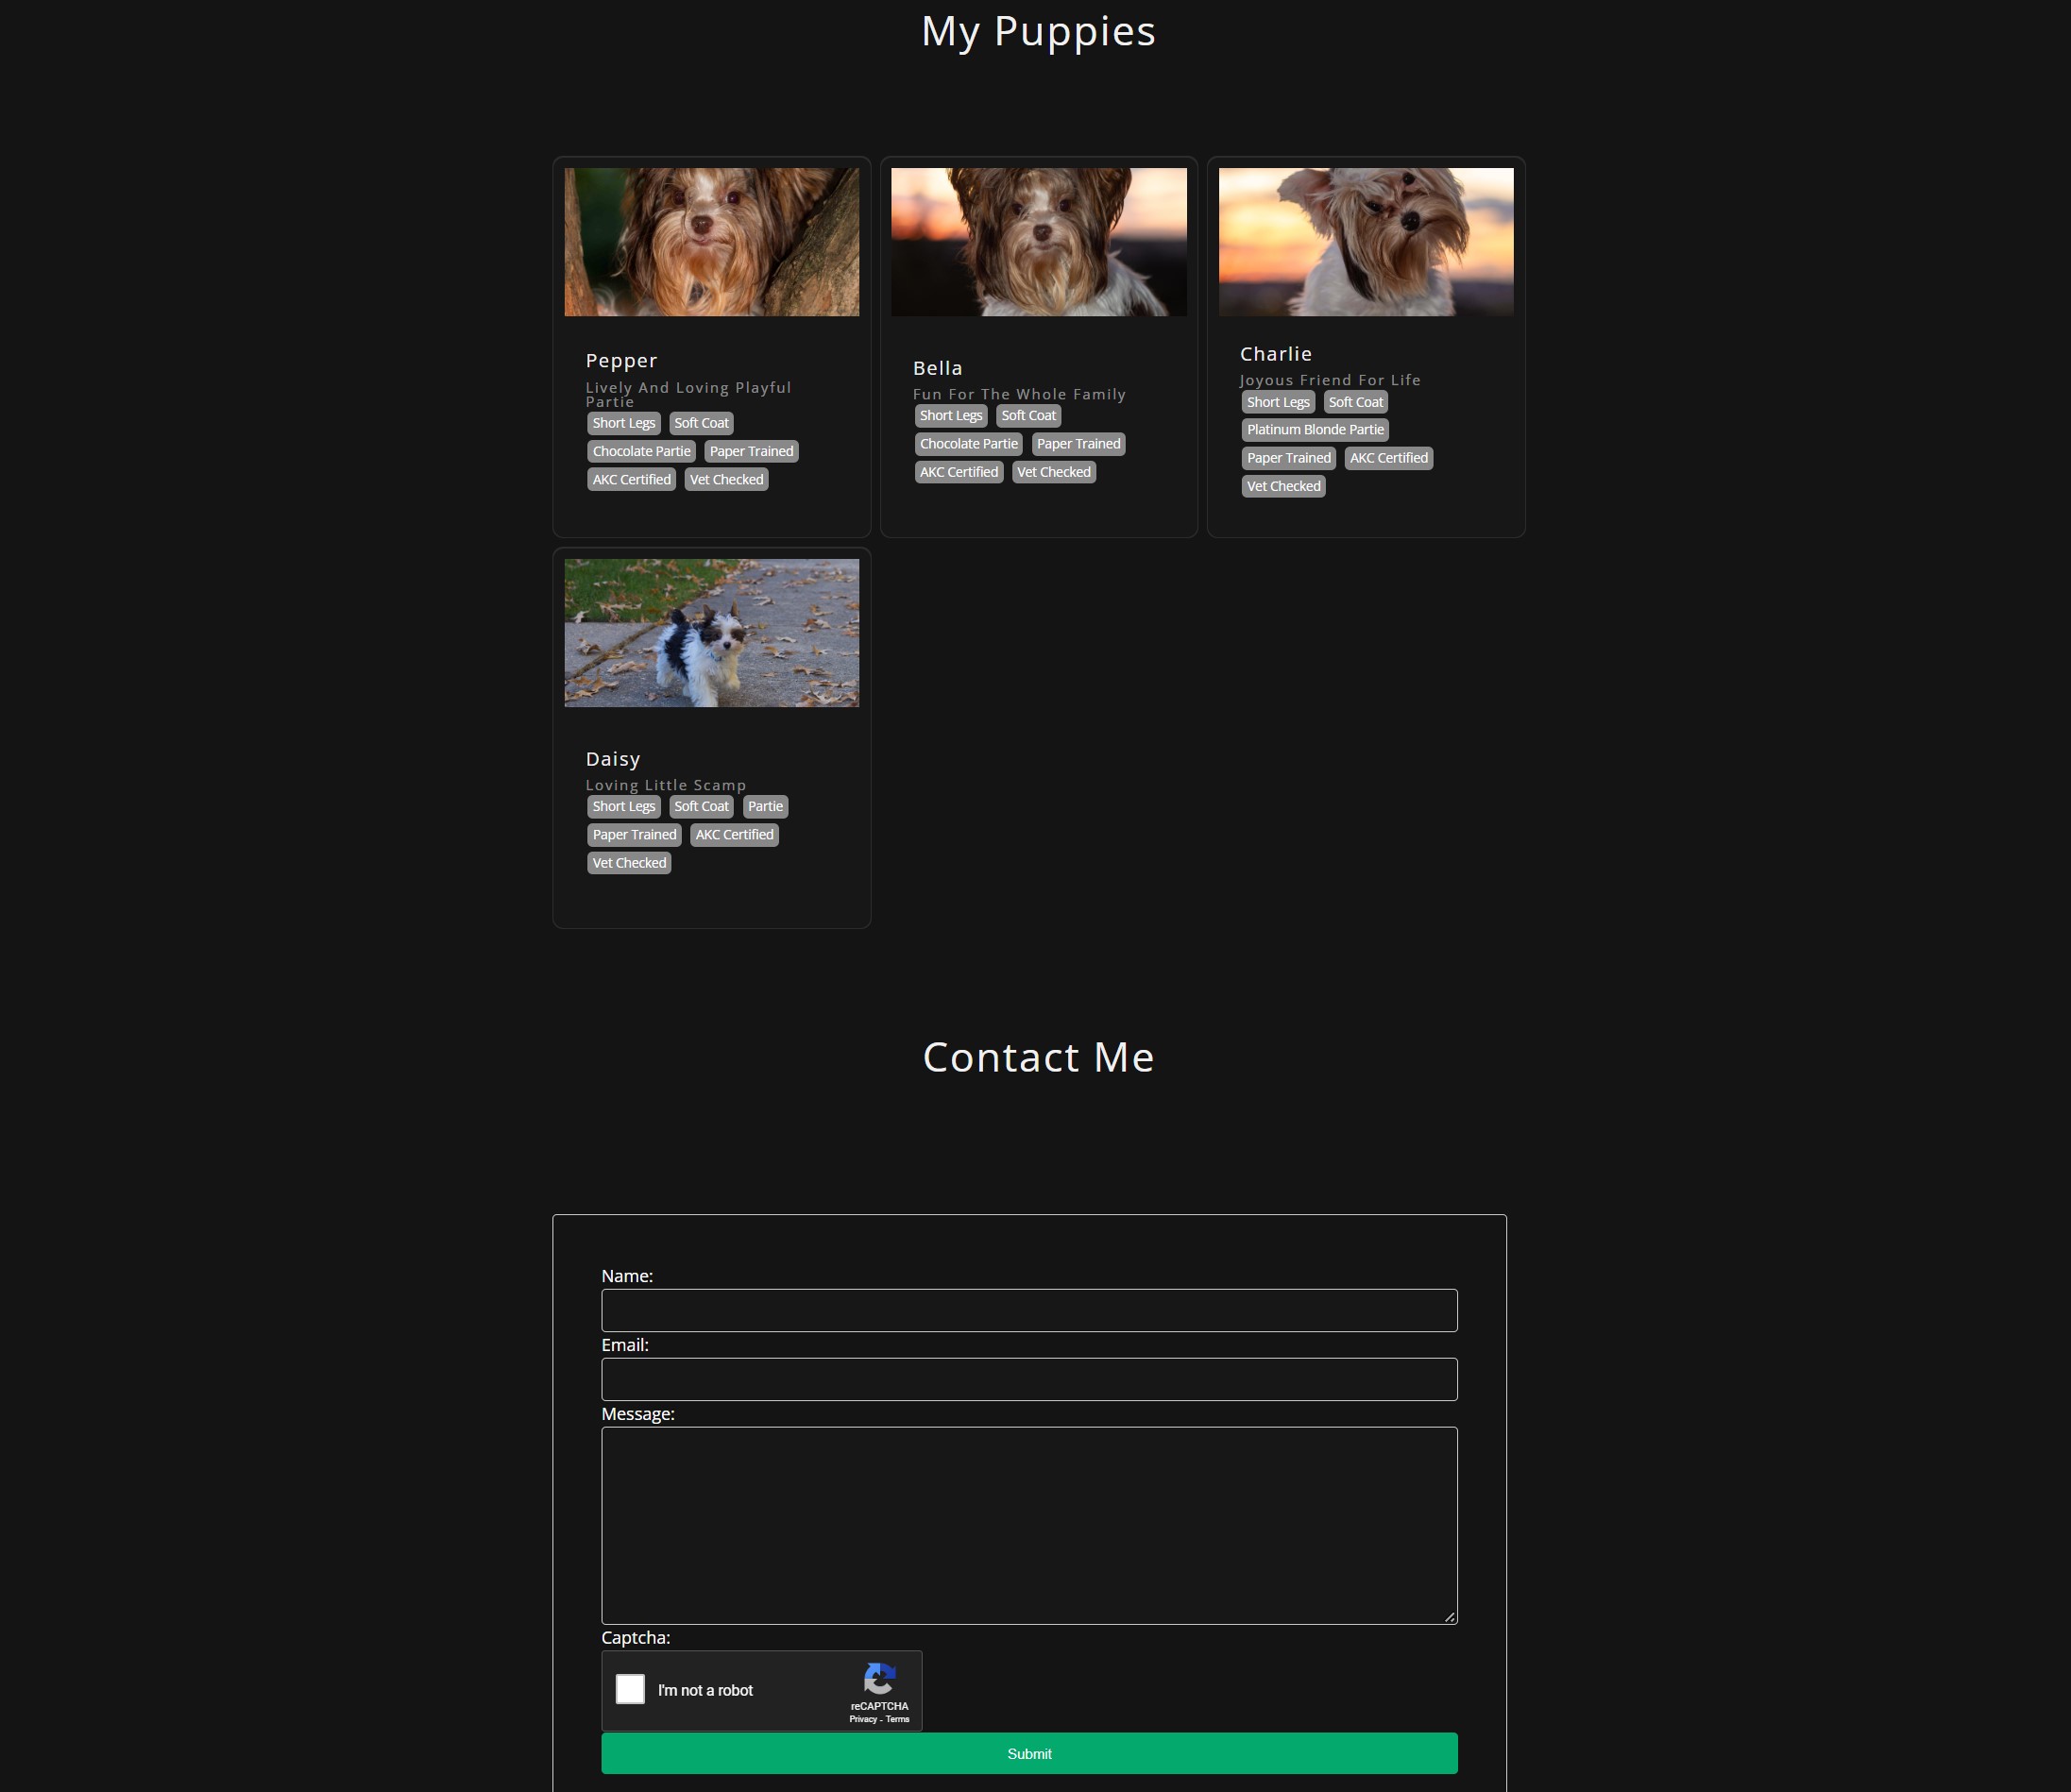 My Puppies
Pepper
Lively And Loving Playful
Partie
Short Legs Soft Coat
Chocolate Partie Paper Trained
AKC Certified Vet Checked
Bella
Fun For The Whole Family
Short Legs Soft Coat
Chocolate Partie Paper Trained
AKC Certified Vet Checked
Charlie
Joyous Friend For Life
Short Legs Soft Coat
Platinum Blonde Partie
Paper Trained AKC Certified
Vet Checked
Daisy
Loving Little Scamp
Short Legs Soft Coat Partie
Paper Trained AKC Certified
Vet Checked
Contact Me
Name:
Email:
Message:
Captcha:
I'm not a robot
reCAPTCHA
Privacy - Terms
Submit